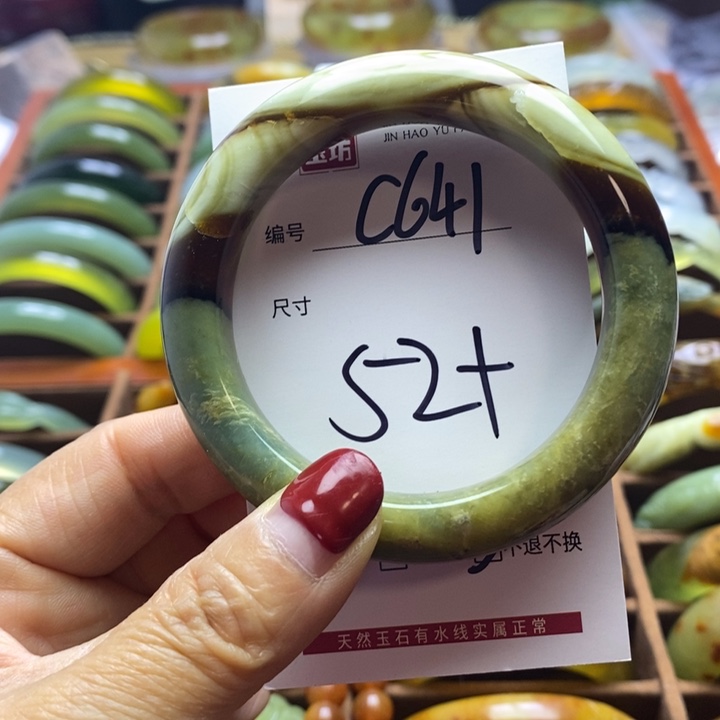 玉坊
JIN HAO YU
编号 C641
尺寸
52+
不退不换
天然玉石有水线实属正常